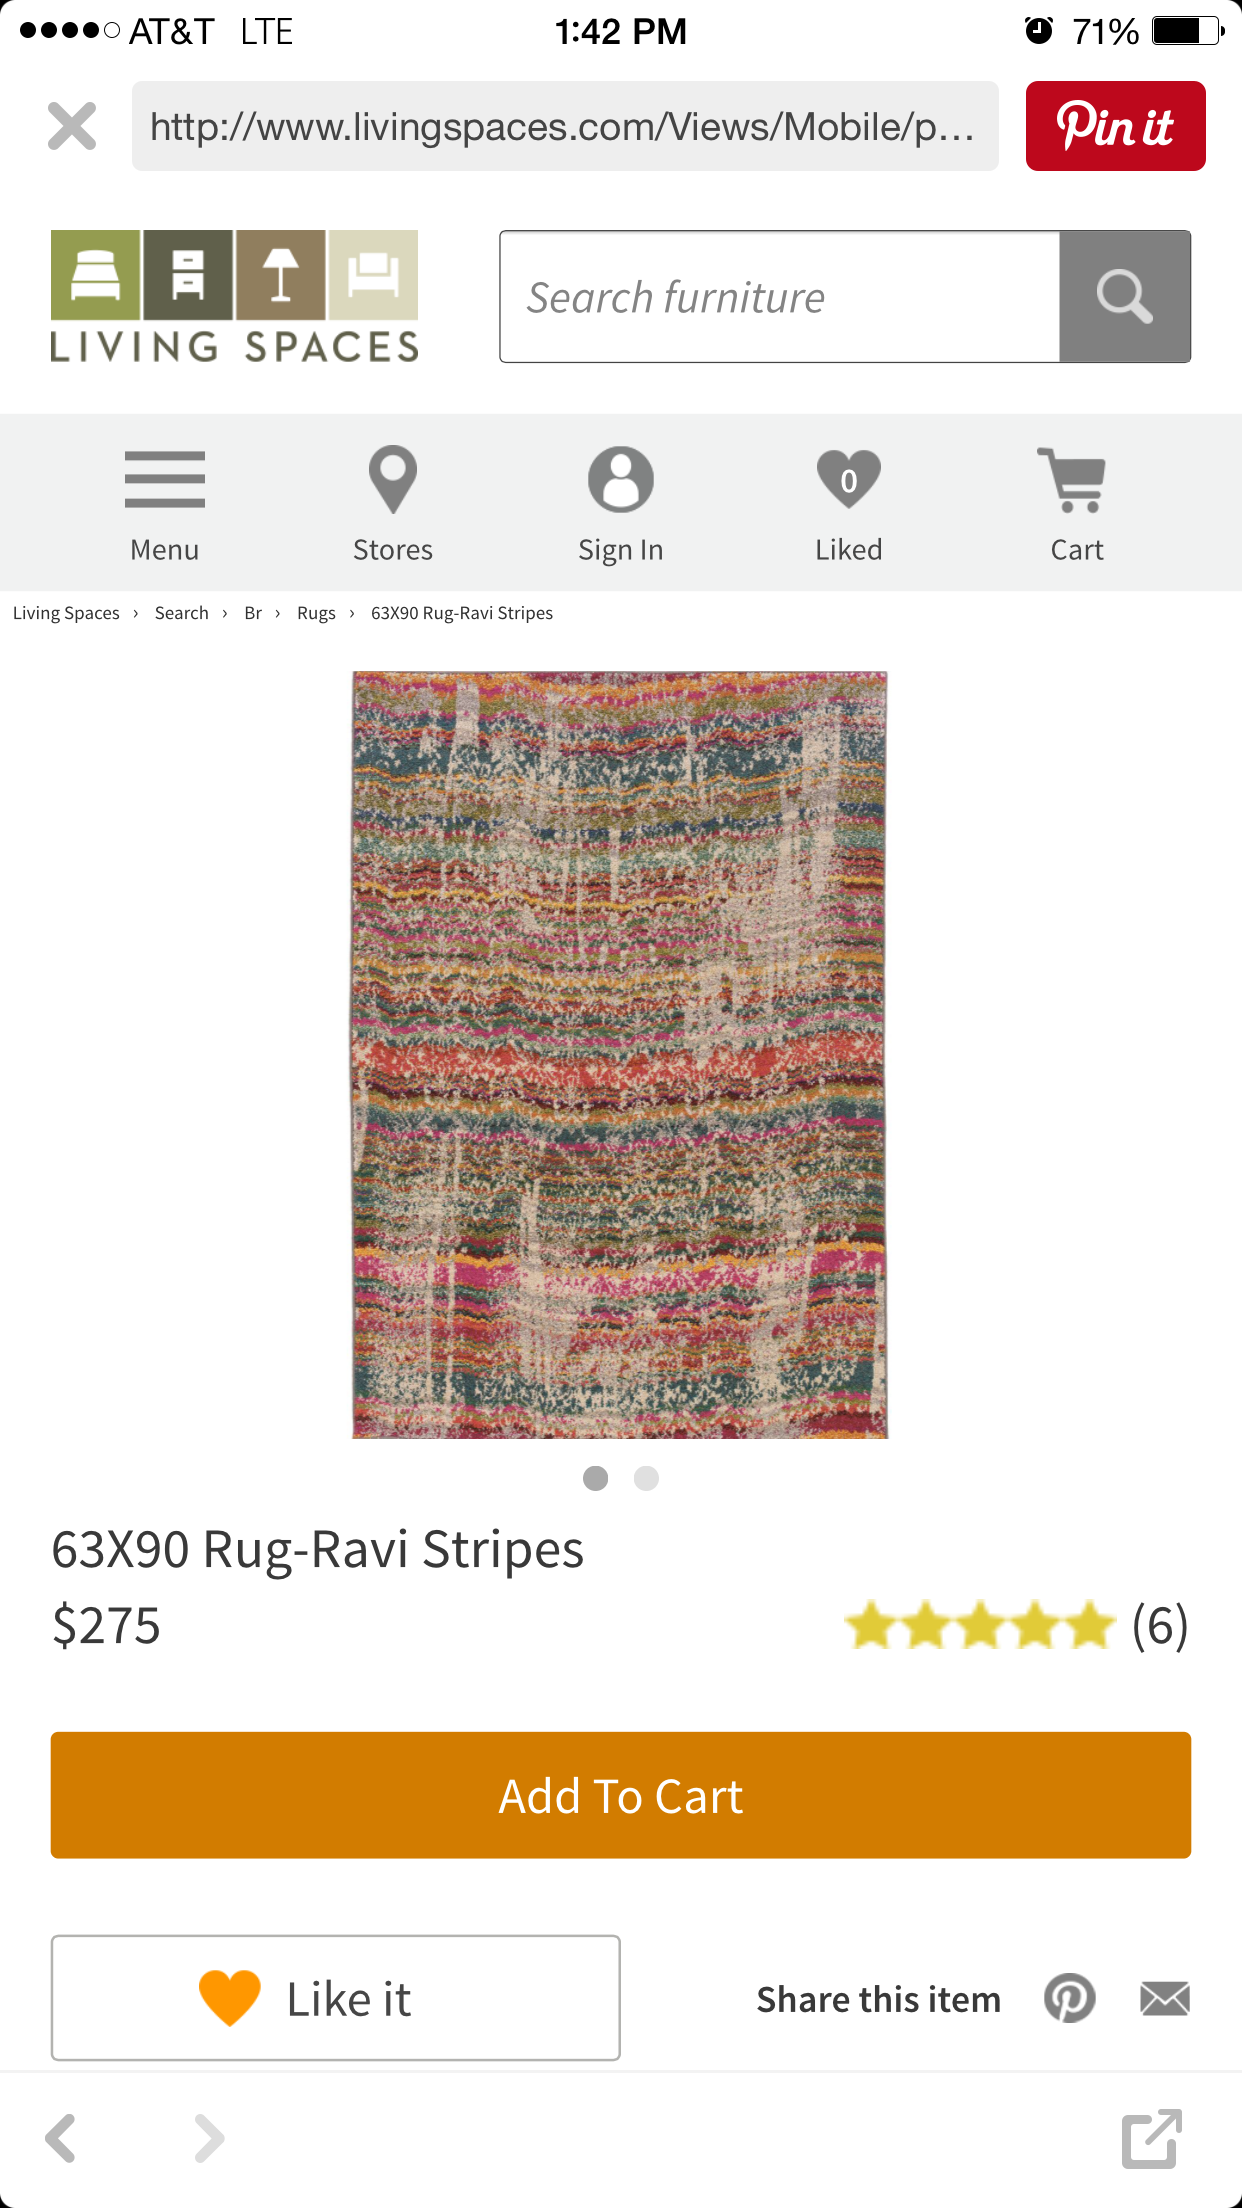 AT&T LTE 1:42 PM 71%
http://www.livingspaces.com/Views/Mobile/p... Pin it
LIVING SPACES
Search furniture
0
Menu Stores Sign In Liked Cart
Living Spaces › Search › Br › Rugs › 63X90 Rug-Ravi Stripes
63X90 Rug-Ravi Stripes
$275 (6)
Add To Cart
Like it Share this item